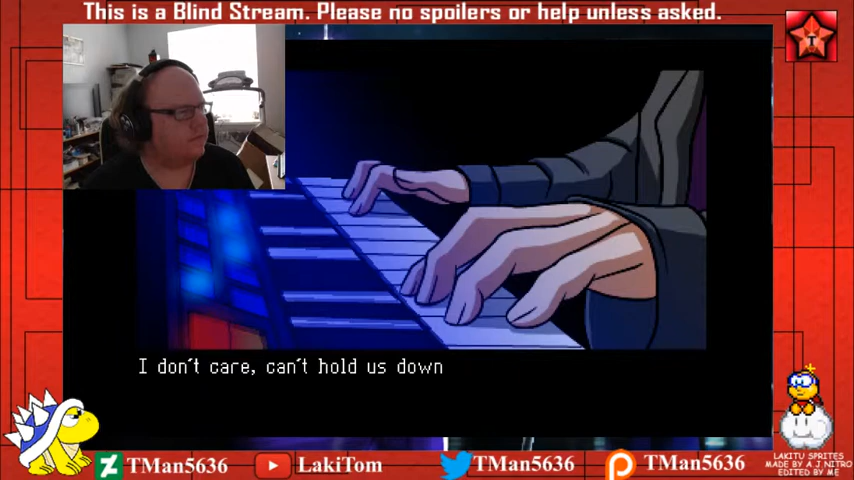 This is a Blind Stream. Please no spoilers or help unless asked.
T
I don't care, can't hold us down
TMan5636
LakiTom
TMan5636
TMan5636
LAKITU SPRITES
MADE BY A.J.NITRO
EDITED BY ME